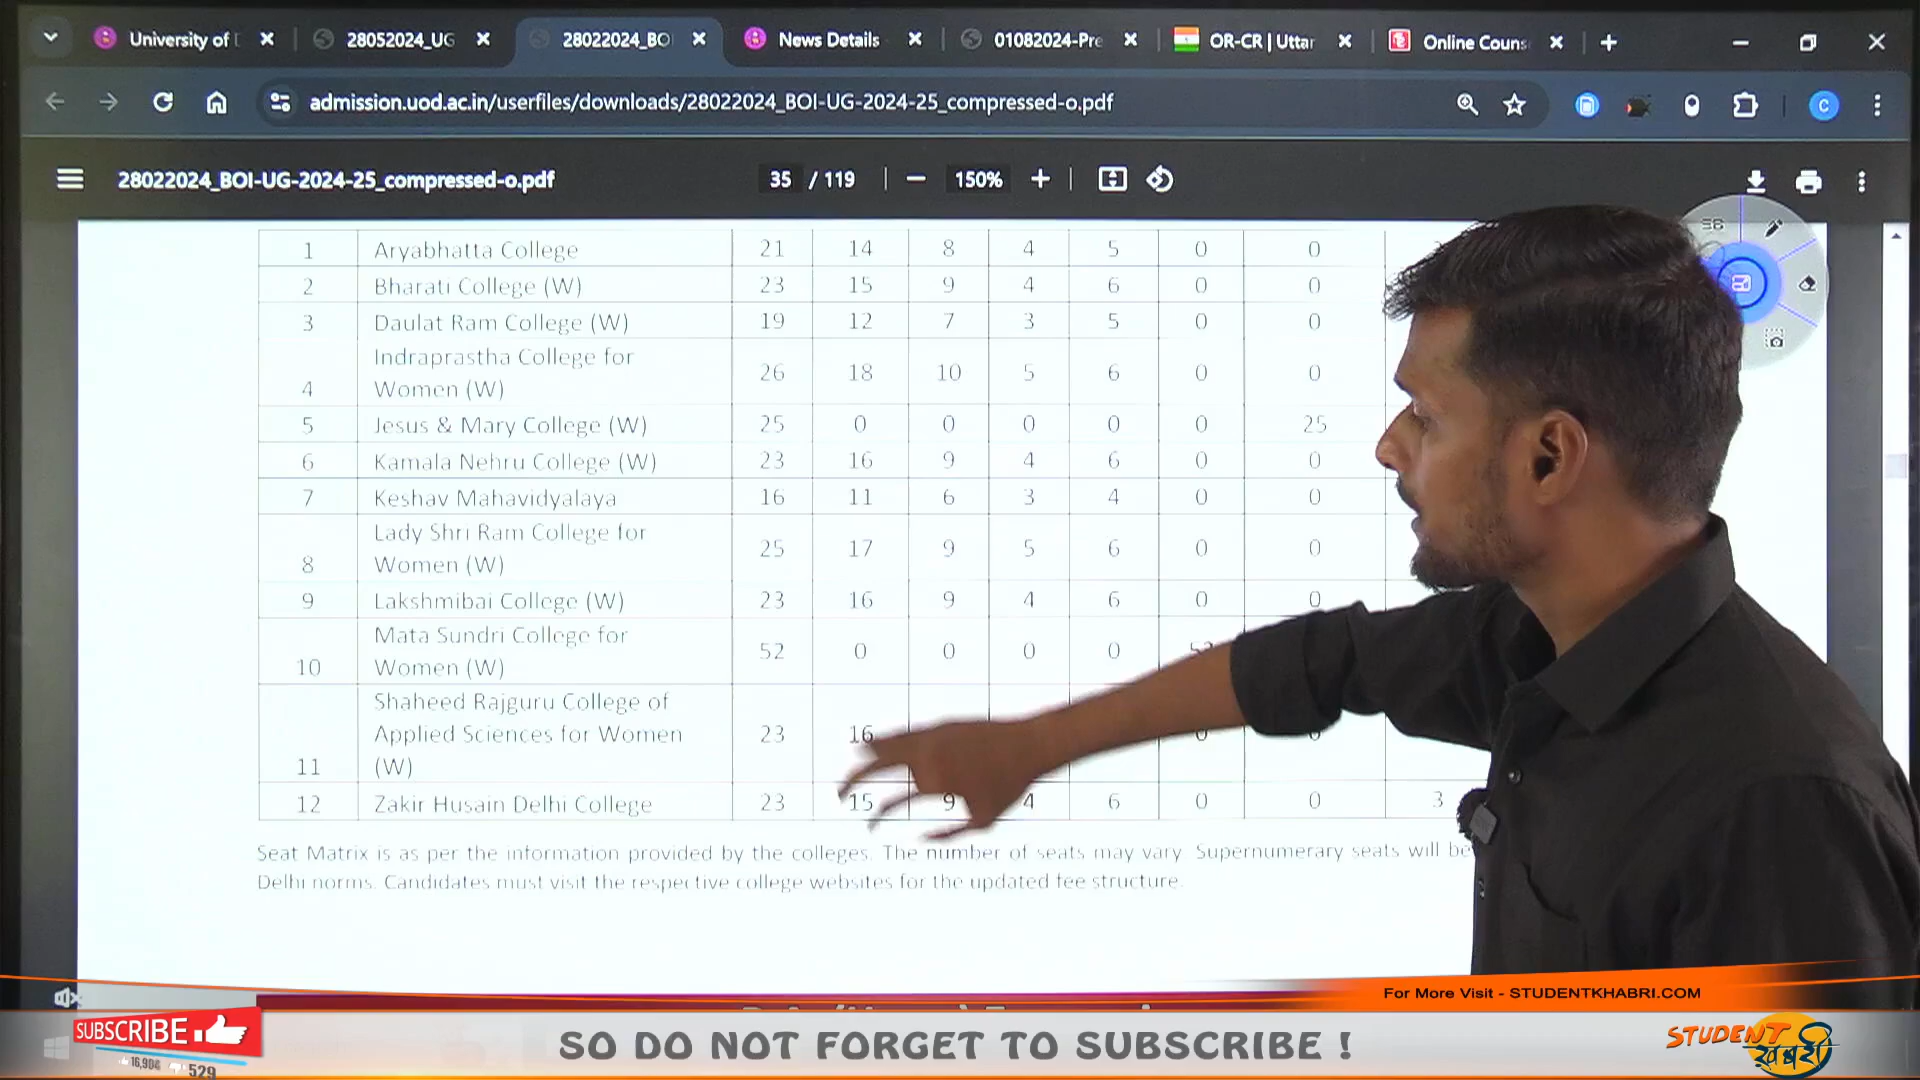 University of
28052024_UG
28022024_BO
News Details
01082024-Pre
OR-CR | Uttar
Online Couns
admission.uod.ac.in/userfiles/downloads/28022024_BOI-UG-2024-25_compressed-o.pdf
C
28022024_BOI-UG-2024-25_compressed-o.pdf
35 / 119
150%
1 Aryabhatta College 21 14 8 4 5 0 0
2 Bharati College (W) 23 15 9 4 6 0 0
3 Daulat Ram College (W) 19 12 7 3 5 0 0
Indraprastha College for
4 Women (W) 26 18 10 5 6 0 0
5 Jesus & Mary College (W) 25 0 0 0 0 0 25
6 Kamala Nehru College (W) 23 16 9 4 6 0 0
7 Keshav Mahavidyalaya 16 11 6 3 4 0 0
Lady Shri Ram College for
8 Women (W) 25 17 9 5 6 0 0
9 Lakshmibai College (W) 23 16 9 4 6 0 0
Mata Sundri College for
10 Women (W) 52 0 0 0 0
Shaheed Rajguru College of
Applied Sciences for Women 23 16 0 0
11 (W)
12 Zakir Husain Delhi College 23 15 9 4 6 0 0 3
Seat Matrix is as per the information provided by the colleges. The number of seats may vary Supernumerary seats will be
Delhi norms. Candidates must visit the respective college websites for the updated fee structure.
For More Visit - STUDENTKHABRI.COM
SUBSCRIBE
16,904
529
SO DO NOT FORGET TO SUBSCRIBE !
STUDENT
खबरी